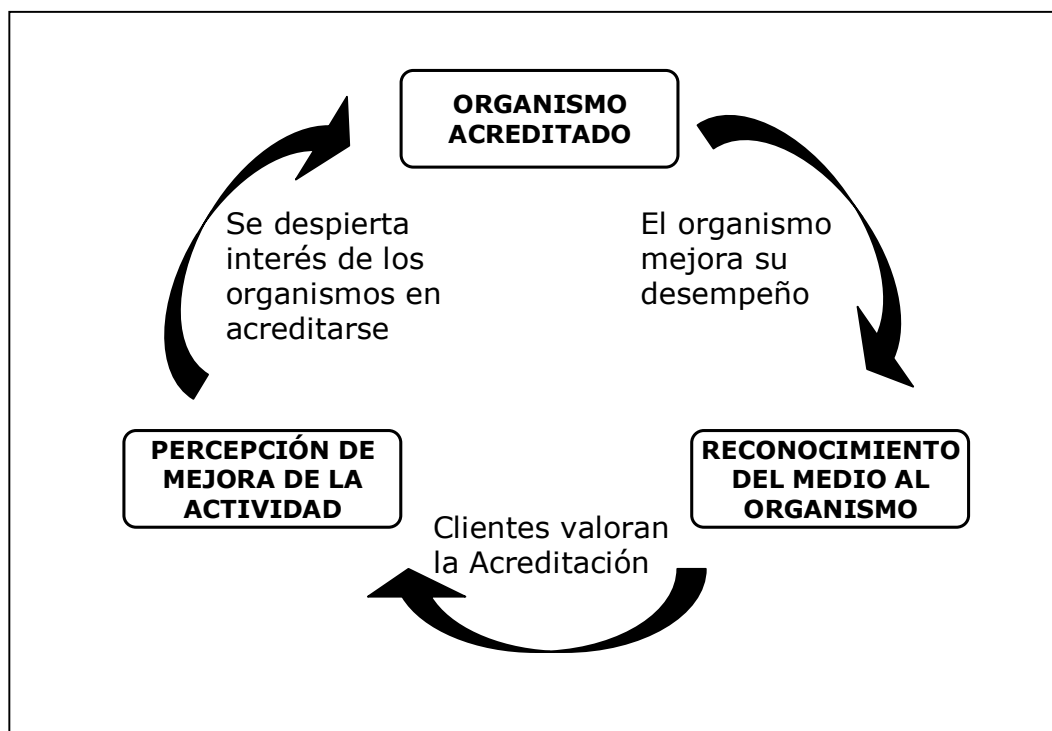 ORGANISMO
ACREDITADO
Se despierta
interés de los
organismos en
acreditarse
El organismo
mejora su
desempeño
PERCEPCIÓN DE
MEJORA DE LA
ACTIVIDAD
RECONOCIMIENTO
DEL MEDIO AL
ORGANISMO
Clientes valoran
la Acreditación